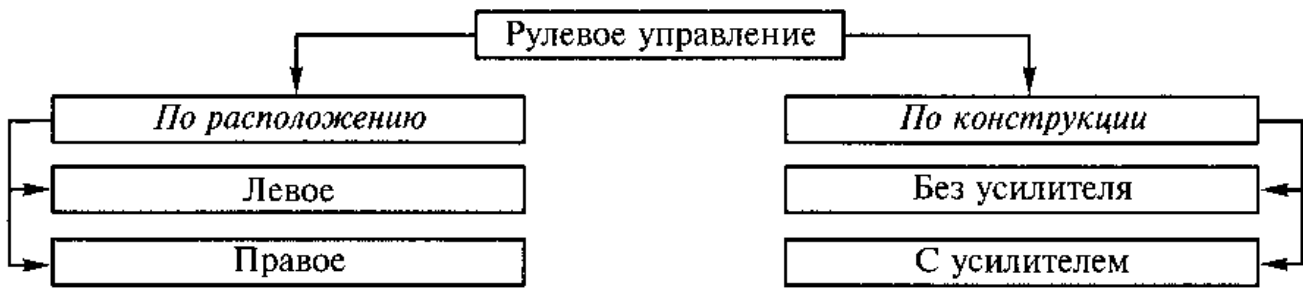 Рулевое управление
По расположению
Левое
Правое
По конструкции
Без усилителя
С усилителем